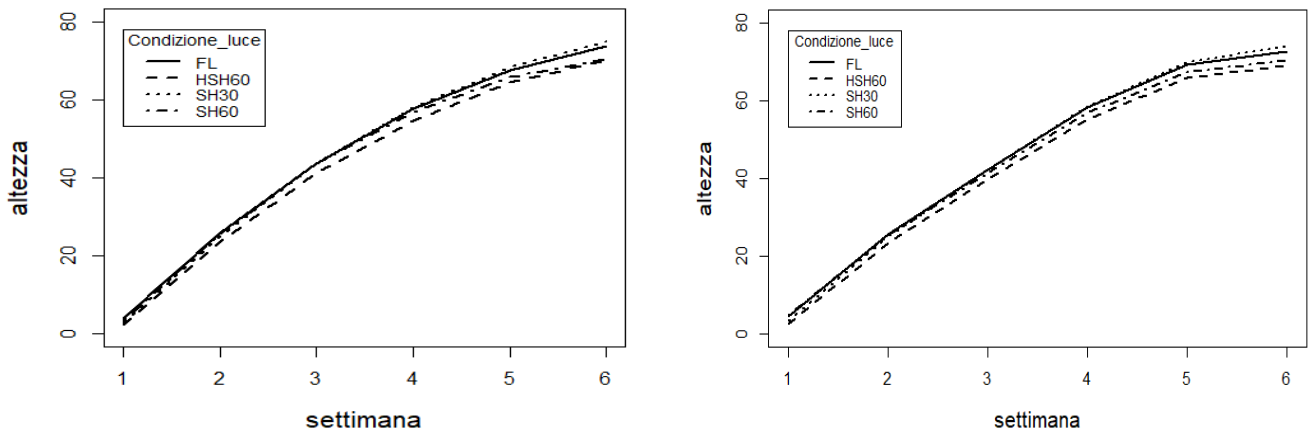 80
60
40
20
0
altezza
Condizione_luce
FL
HSH60
SH30
SH60
1 2 3 4 5 6
settimana
80
60
40
20
0
altezza
Condizione_luce
FL
HSH60
SH30
SH60
1 2 3 4 5 6
settimana